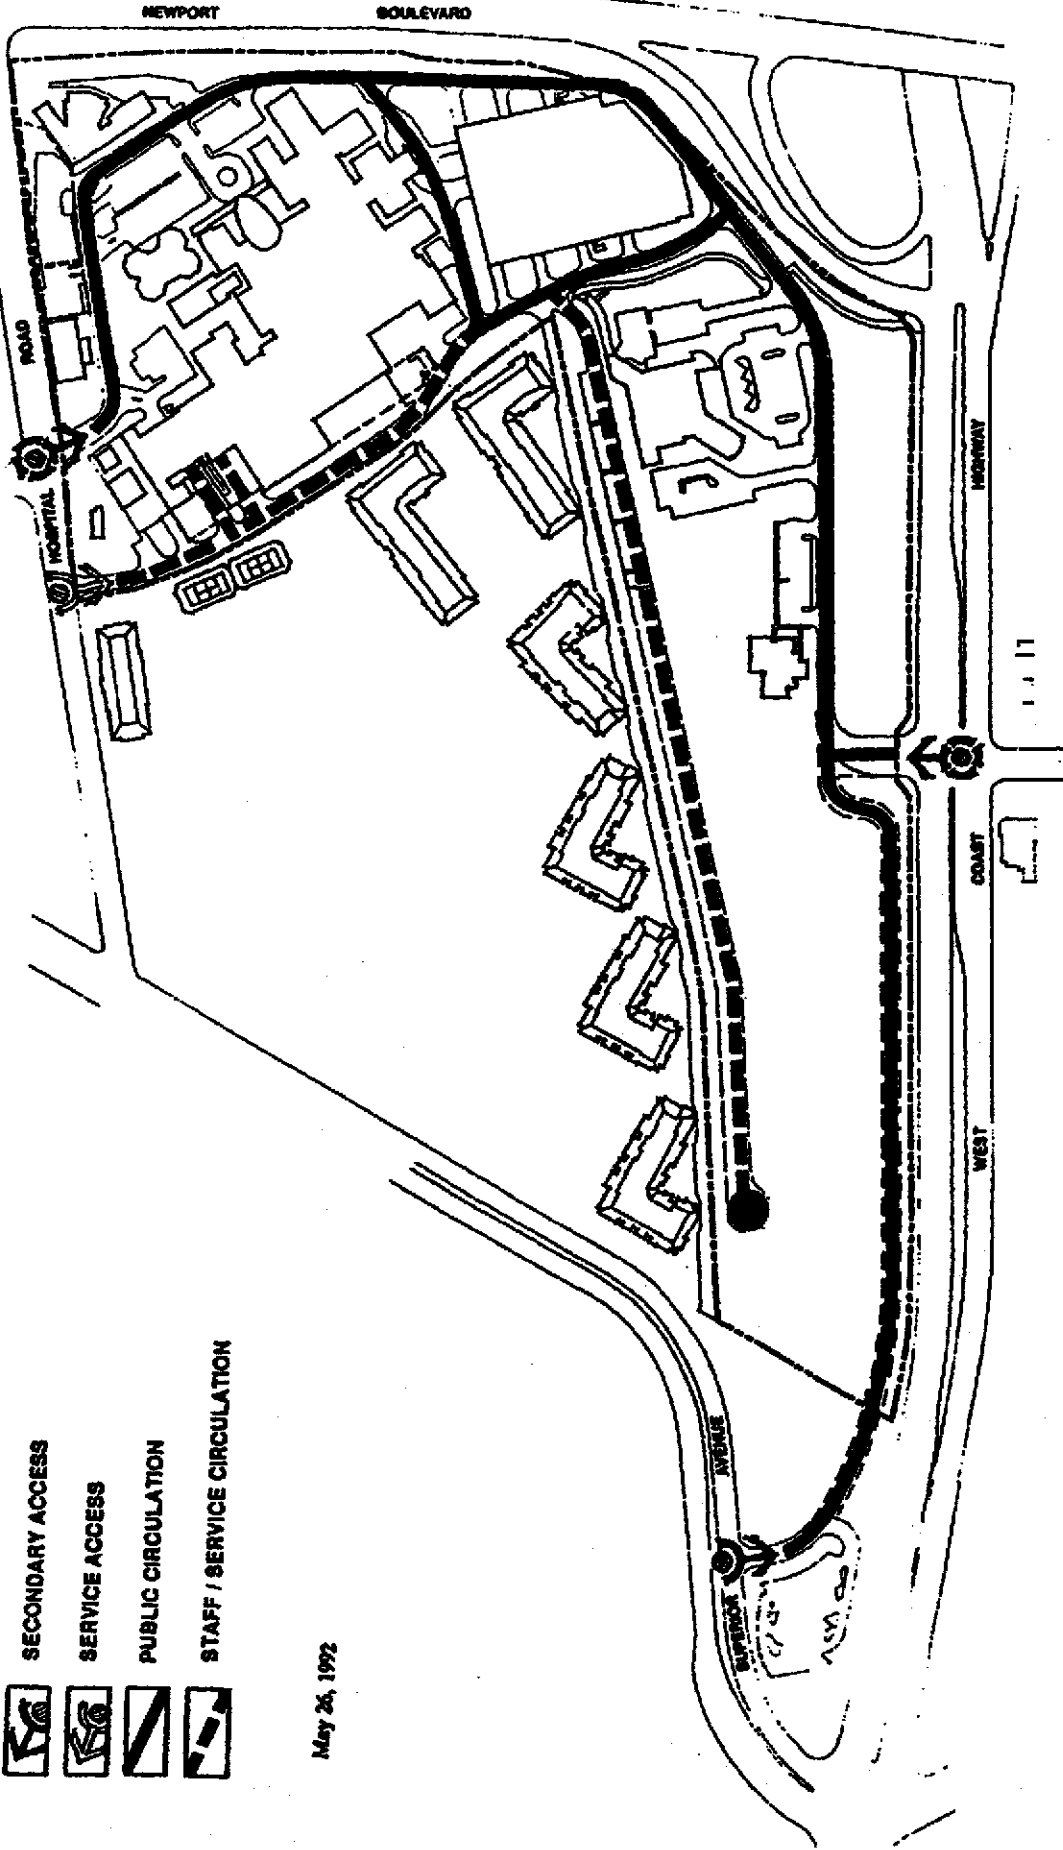 SECONDARY ACCESS
SERVICE ACCESS
PUBLIC CIRCULATION
STAFF / SERVICE CIRCULATION
May 26, 1992
HOSPITAL ROAD
NEWPORT BOULEVARD
SUPERIOR AVENUE
WEST COAST HIGHWAY